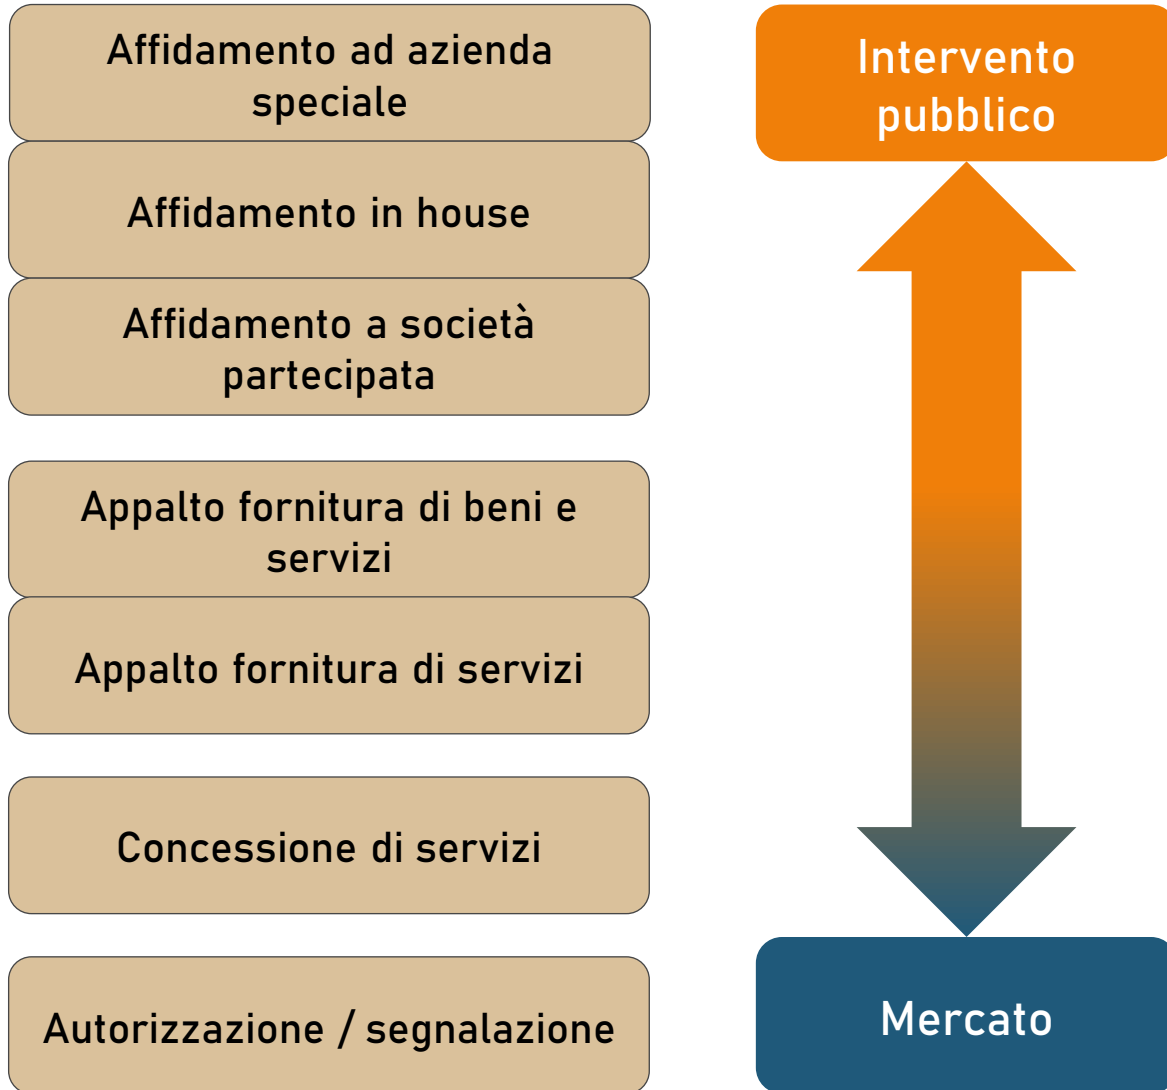 Affidamento ad azienda
speciale
Affidamento in house
Affidamento a società
partecipata
Appalto fornitura di beni e
servizi
Appalto fornitura di servizi
Concessione di servizi
Autorizzazione / segnalazione
Intervento
pubblico
Mercato